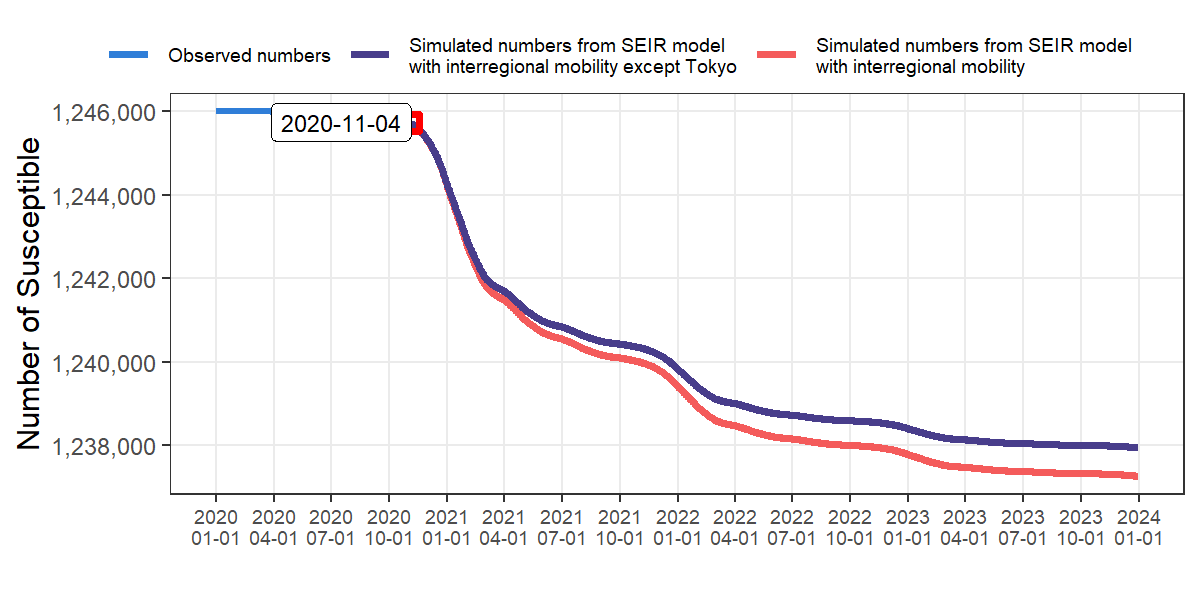 Observed numbers
Simulated numbers from SEIR model
with interregional mobility except Tokyo
Simulated numbers from SEIR model
with interregional mobility
Number of Susceptible
1,246,000
1,244,000
1,242,000
1,240,000
1,238,000
2020-11-04
2020 2020 2020 2020 2021 2021 2021 2021 2022 2022 2022 2022 2023 2023 2023 2023 2024
01-01 04-01 07-01 10-01 01-01 04-01 07-01 10-01 01-01 04-01 07-01 10-01 01-01 04-01 07-01 10-01 01-01